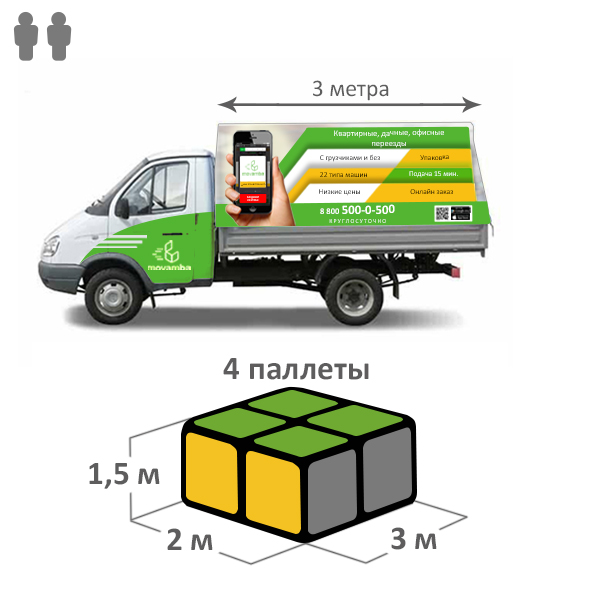 3 метра
Квартирные, дачные, офисные
переезды
С грузчиками и без
Упаковка
22 типа машин
Подача 15 мин.
Низкие цены
Онлайн заказ
8 800 500-0-500
КРУГЛОСУТОЧНО
movamba
movamba
4 паллеты
1,5 м
2 м
3 м